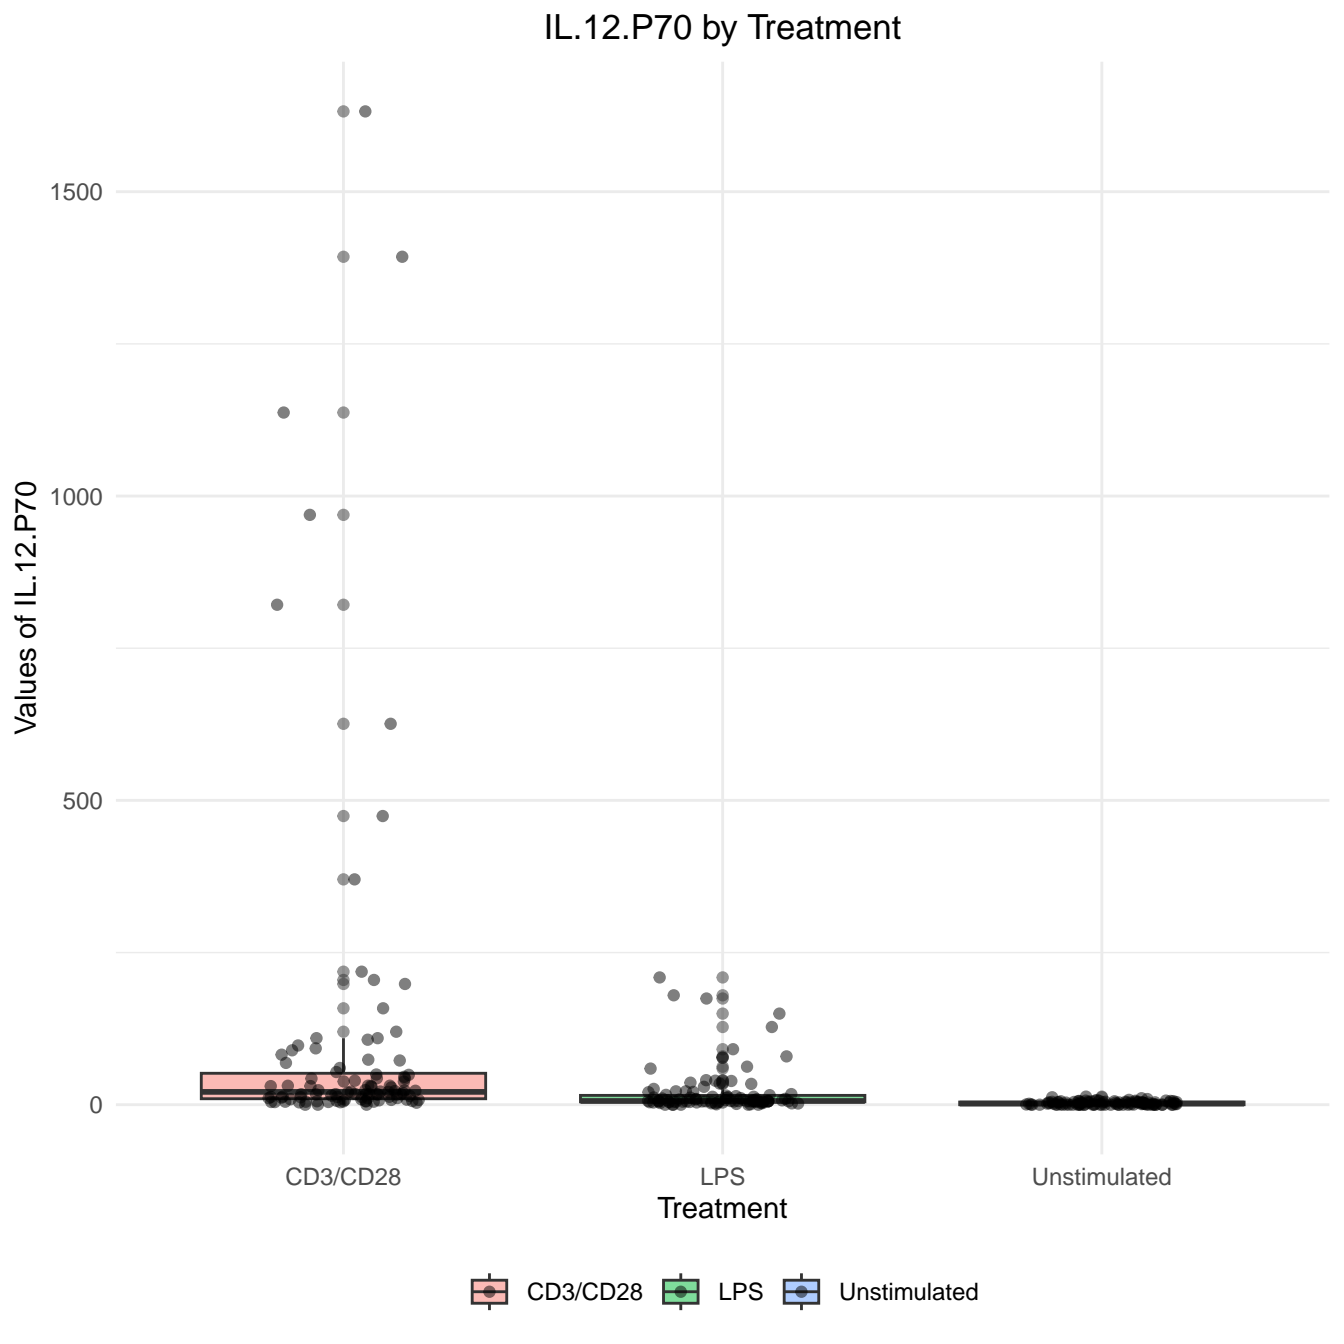 IL.12.P70 by Treatment
Values of IL.12.P70
1500
1000
500
0
CD3/CD28 LPS Unstimulated
Treatment
CD3/CD28 LPS Unstimulated